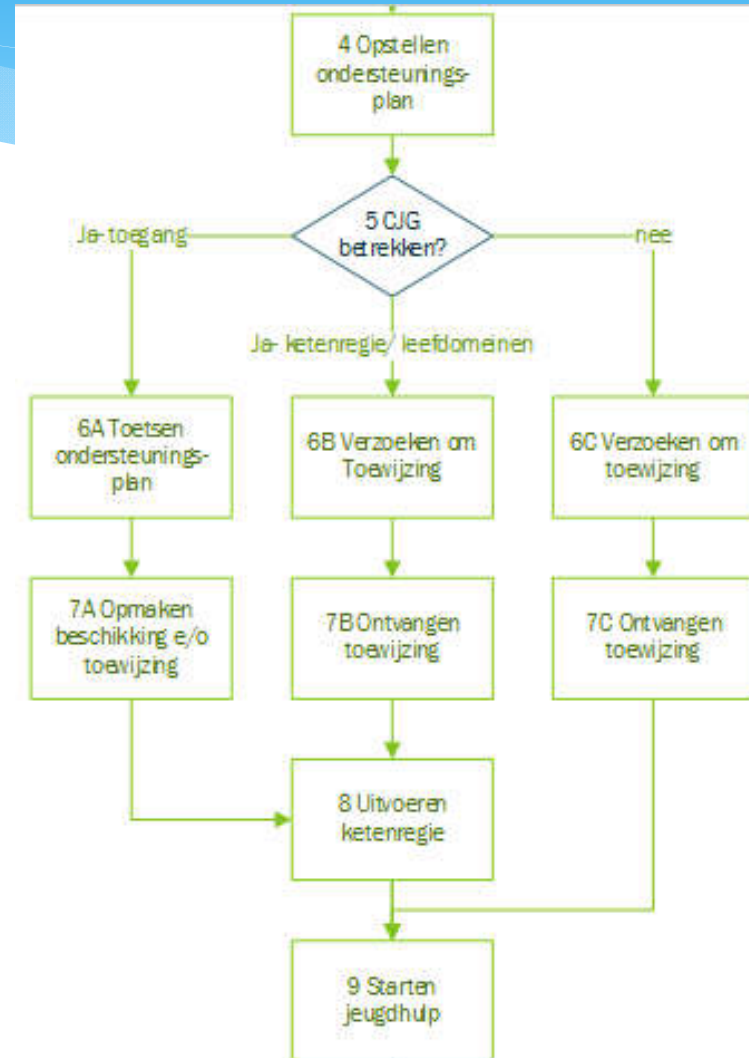 4 Opstellen
ondersteunings-
plan
5 CJG
betrekken?
Ja- toegang
nee
Ja- ketenregie/ leefdomeinen
6A Toetsen
ondersteunings-
plan
6B Verzoeken om
Toewijzing
6C Verzoeken om
toewijzing
7A Opmaken
beschikking e/o
toewijzing
7B Ontvangen
toewijzing
7C Ontvangen
toewijzing
8 Uitvoeren
ketenregie
9 Starten
jeugdhulp